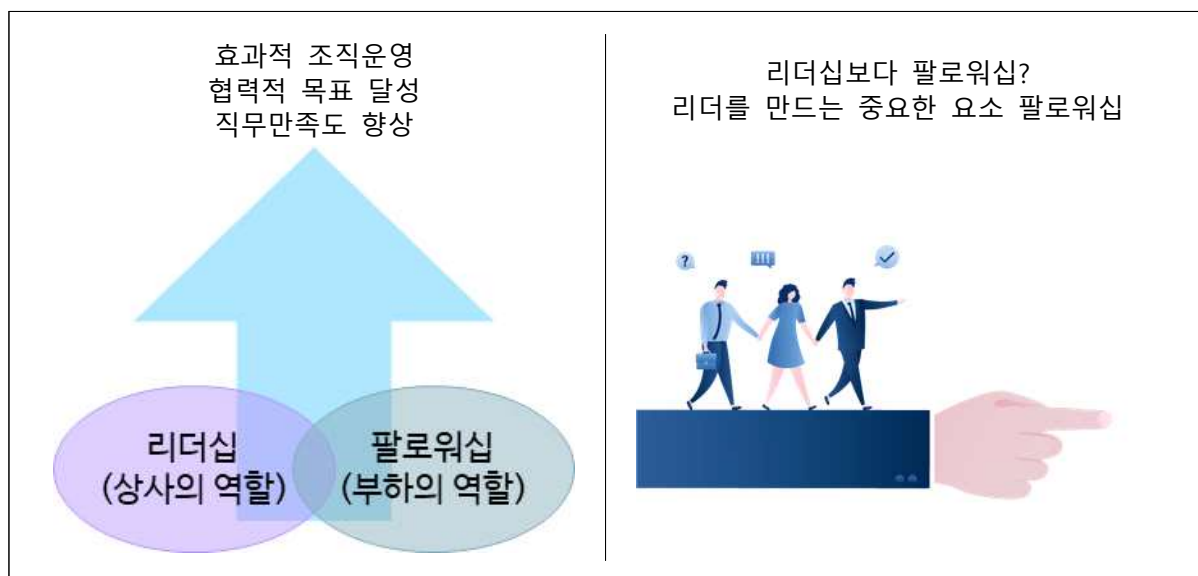 효과적 조직운영
협력적 목표 달성
직무만족도 향상
리더십
(상사의 역할)
팔로워십
(부하의 역할)
리더십보다 팔로워십?
리더를 만드는 중요한 요소 팔로워십
?